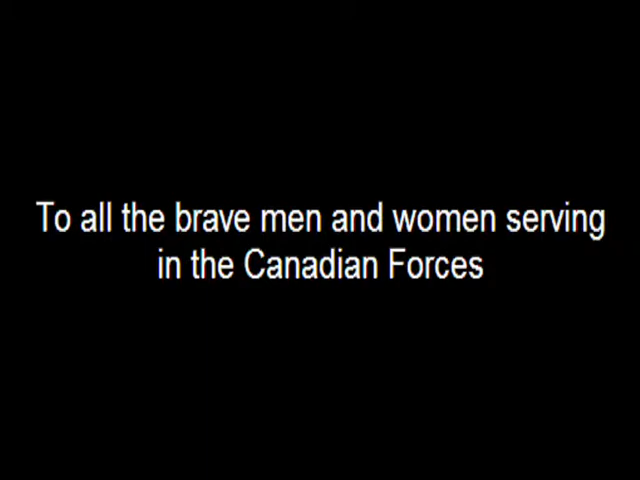 To all the brave men and women serving
in the Canadian Forces